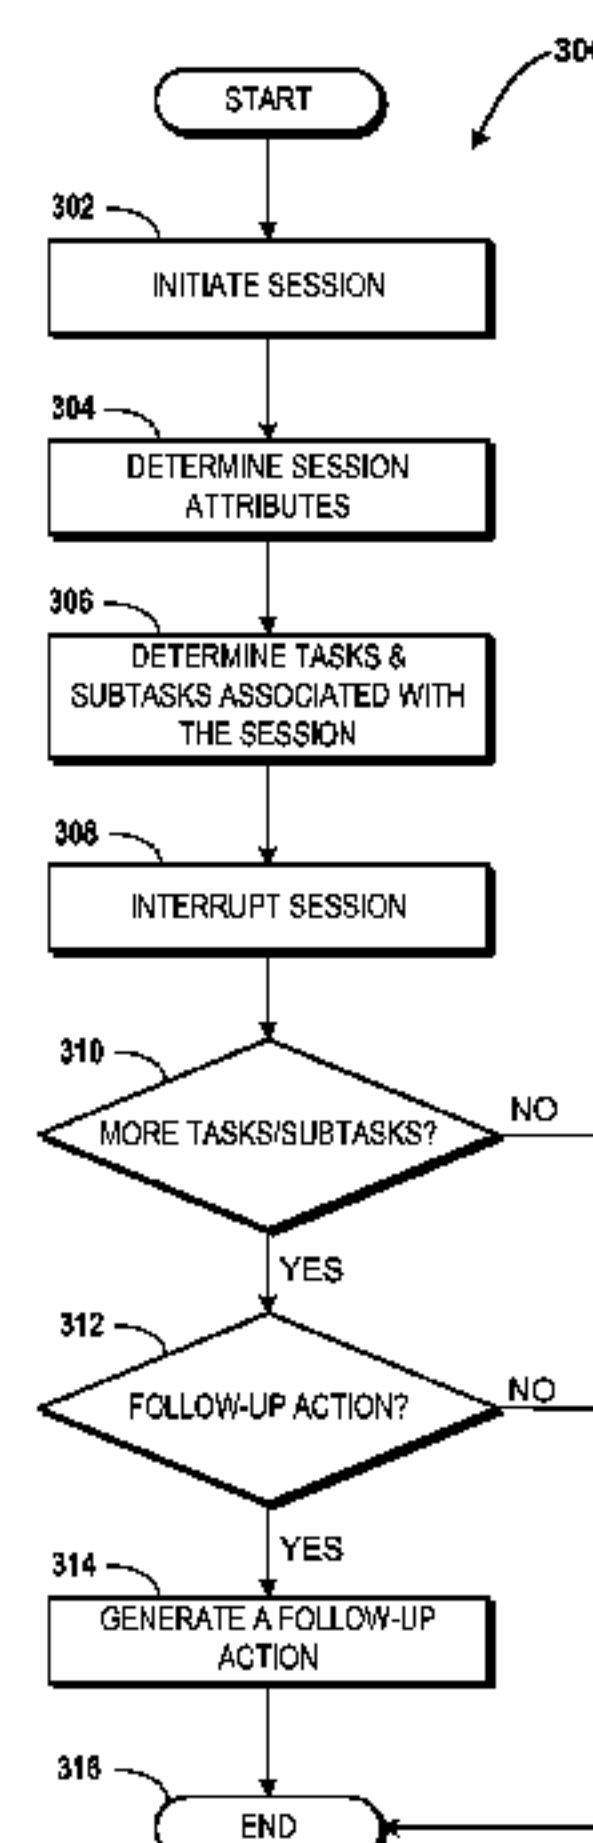 START
302
INITIATE SESSION
304
DETERMINE SESSION
ATTRIBUTES
306
DETERMINE TASKS &
SUBTASKS ASSOCIATED WITH
THE SESSION
308
INTERRUPT SESSION
310
MORE TASKS/SUBTASKS?
NO
YES
312
FOLLOW-UP ACTION?
NO
YES
314
GENERATE A FOLLOW-UP
ACTION
316
END